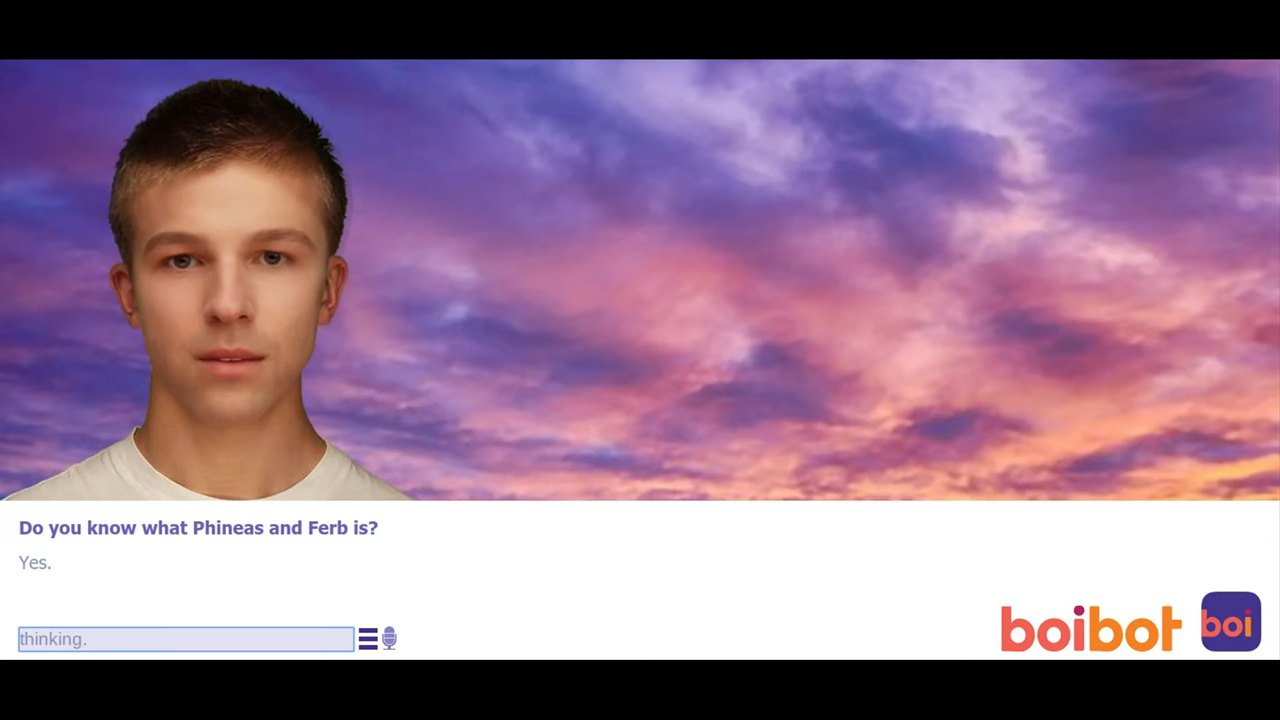 Do you know what Phineas and Ferb is?
Yes.
thinking.
boibot
boi